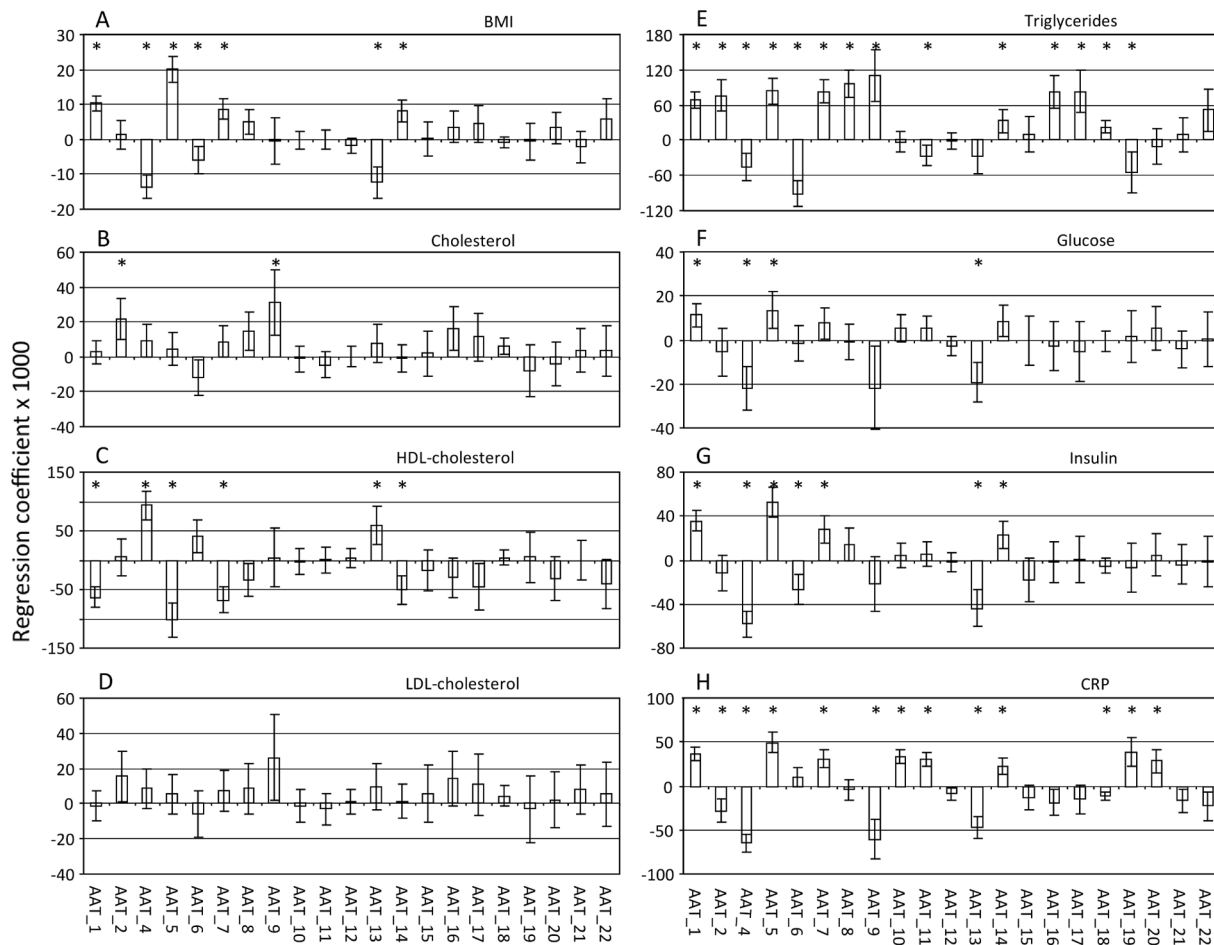 Regression coefficient x 1000
A
BMI
* * * * * * *
30
20
10
0
-10
-20
B
Cholesterol
* *
60
40
20
0
-20
-40
C
HDL-cholesterol
* * * * * *
150
50
-50
-150
D
LDL-cholesterol
60
40
20
0
-20
-40
AAT_1
AAT_2
AAT_4
AAT_5
AAT_6
AAT_7
AAT_8
AAT_9
AAT_10
AAT_11
AAT_12
AAT_13
AAT_14
AAT_15
AAT_16
AAT_17
AAT_18
AAT_19
AAT_20
AAT_21
AAT_22
E
Triglycerides
* * * * * * * * * * * * * *
180
120
60
0
-60
-120
F
Glucose
* * * *
40
20
0
-20
-40
G
Insulin
* * * * * * *
80
40
0
-40
-80
H
CRP
* * * * * * * * * * * * *
100
50
0
-50
-100
AAT_1
AAT_2
AAT_4
AAT_5
AAT_6
AAT_7
AAT_8
AAT_9
AAT_10
AAT_11
AAT_12
AAT_13
AAT_14
AAT_15
AAT_16
AAT_17
AAT_18
AAT_19
AAT_20
AAT_21
AAT_22